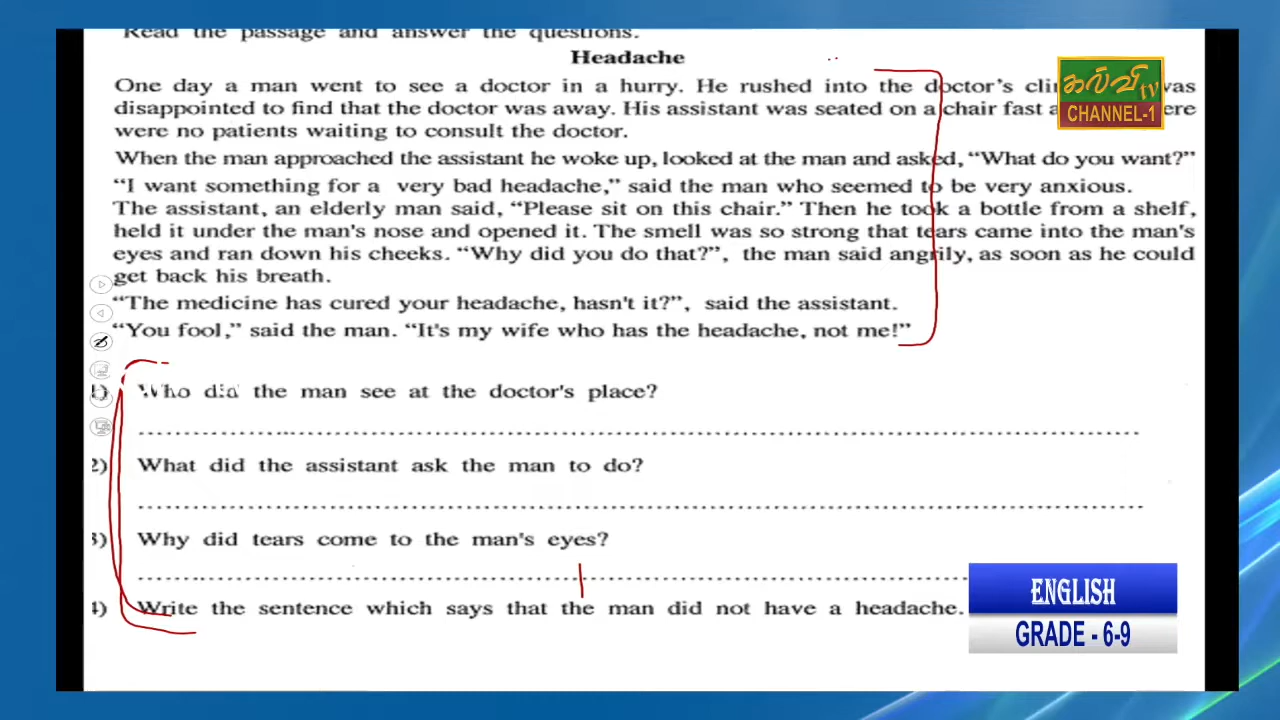 Read the passage and answer the questions.
Headache
One day a man went to see a doctor in a hurry. He rushed into the doctor's was
disappointed to find that the doctor was away. His assistant was seated on a chair fast
were no patients waiting to consult the doctor.
When the man approached the assistant he woke up, looked at the man and asked, “What do you want?”
“I want something for a very bad headache,” said the man who seemed to be very anxious.
The assistant, an elderly man said, “Please sit on this chair.” Then he took a bottle from a shelf,
held it under the man's nose and opened it. The smell was so strong that tears came into the man's
eyes and ran down his cheeks. “Why did you do that?”, the man said angrily, as soon as he could
get back his breath.
“The medicine has cured your headache, hasn't it?”, said the assistant.
“You fool,” said the man. “It's my wife who has the headache, not me!”
1) Who did the man see at the doctor's place?
2) What did the assistant ask the man to do?
3) Why did tears come to the man's eyes?
4) Write the sentence which says that the man did not have a headache.
கல்வி TV
CHANNEL-1
ENGLISH
GRADE - 6-9